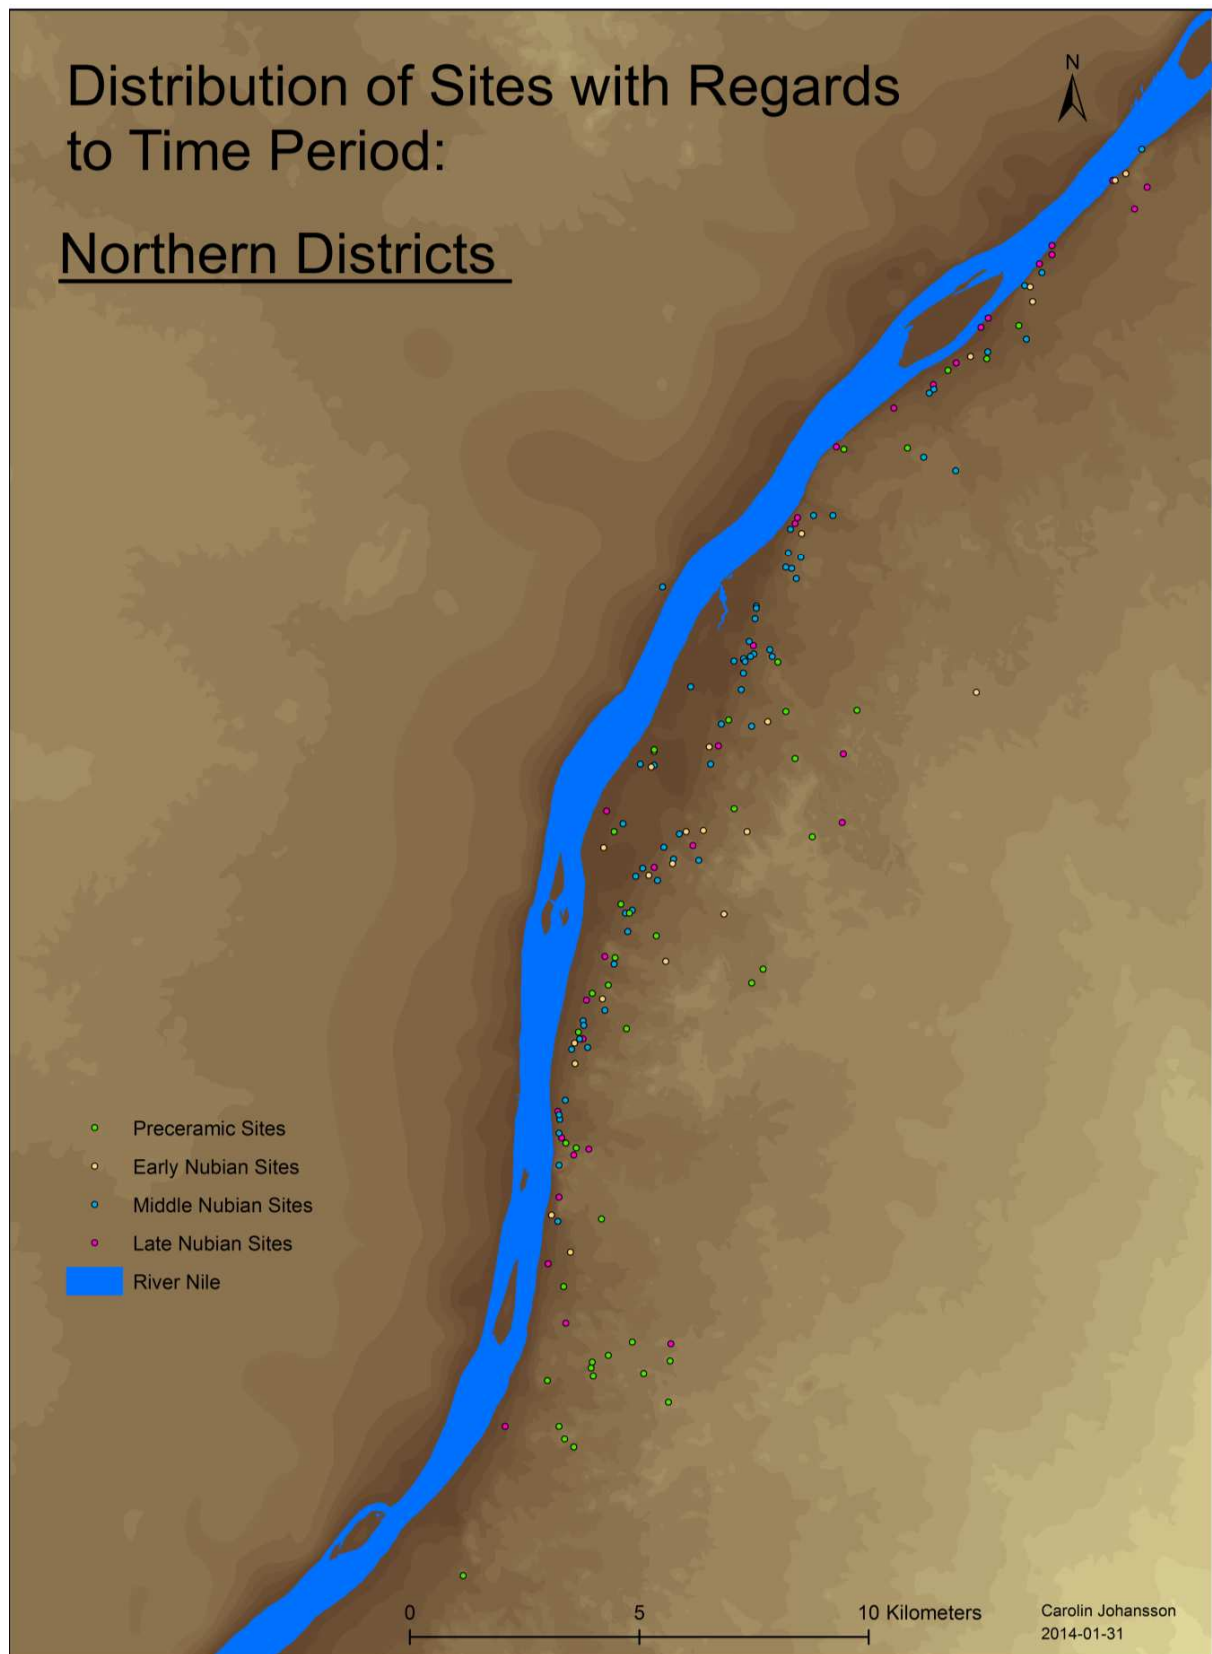 Distribution of Sites with Regards
to Time Period:
Northern Districts
N
Preceramic Sites
Early Nubian Sites
Middle Nubian Sites
Late Nubian Sites
River Nile
0 5 10 Kilometers
Carolin Johansson
2014-01-31